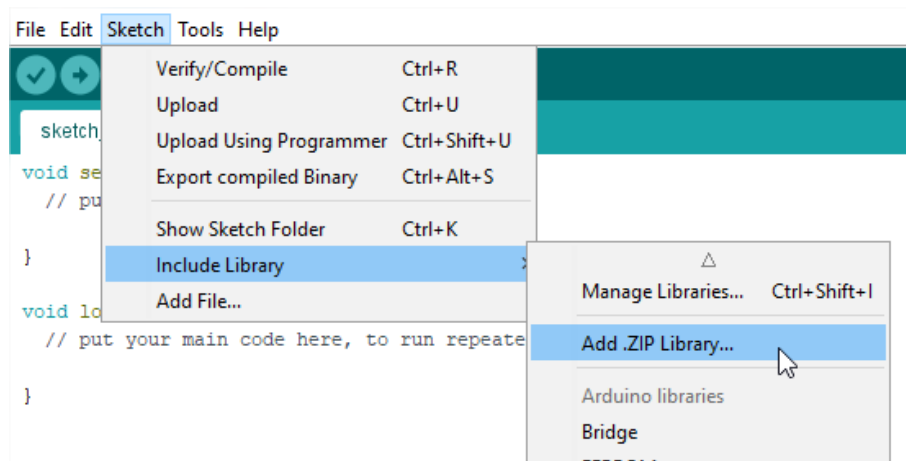 File Edit Sketch Tools Help
Verify/Compile Ctrl+R
Upload Ctrl+U
sketch_
Upload Using Programmer Ctrl+Shift+U
void se
Export compiled Binary Ctrl+Alt+S
// pu
Show Sketch Folder Ctrl+K
}
Include Library
Add File...
Manage Libraries... Ctrl+Shift+I
void lo
// put your main code here, to run repeate
Add .ZIP Library...
}
Arduino libraries
Bridge